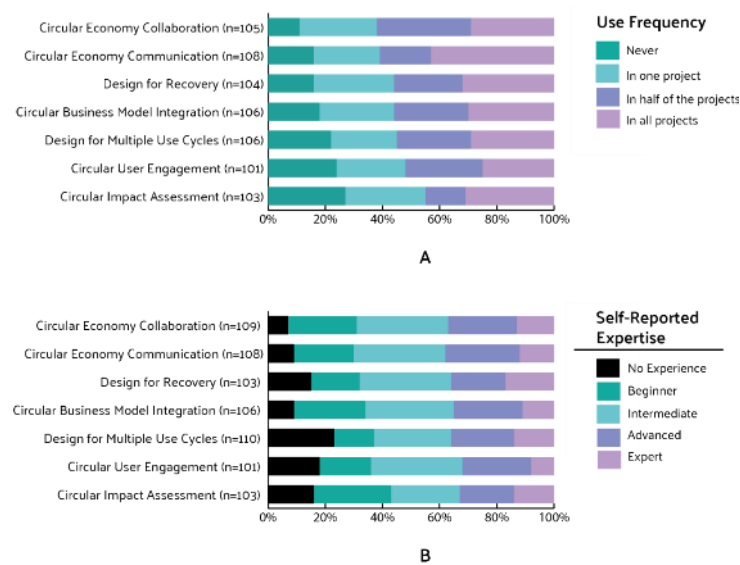 Circular Economy Collaboration (n=105)
Circular Economy Communication (n=108)
Design for Recovery (n=104)
Circular Business Model Integration (n=106)
Design for Multiple Use Cycles (n=106)
Circular User Engagement (n=101)
Circular Impact Assessment (n=103)
0% 20% 40% 60% 80% 100%
Use Frequency
Never
In one project
In half of the projects
In all projects
A
Circular Economy Collaboration (n=109)
Circular Economy Communication (n=108)
Design for Recovery (n=103)
Circular Business Model Integration (n=106)
Design for Multiple Use Cycles (n=110)
Circular User Engagement (n=101)
Circular Impact Assessment (n=103)
0% 20% 40% 60% 80% 100%
Self-Reported
Expertise
No Experience
Beginner
Intermediate
Advanced
Expert
B